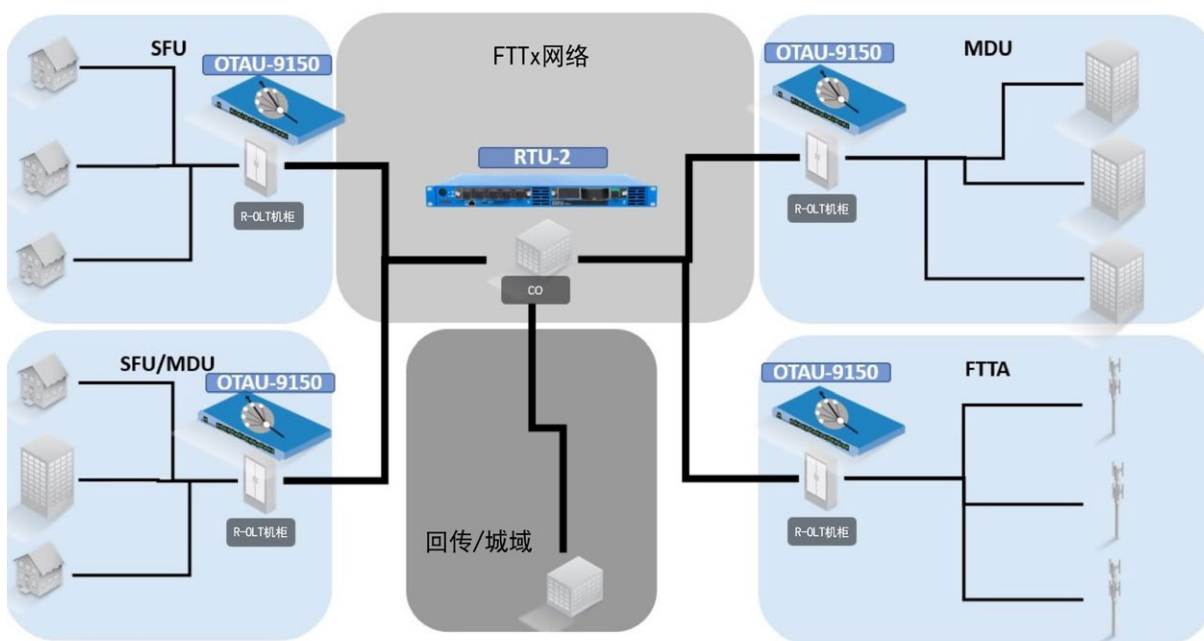 SFU
OTAU-9150
R-OLT机柜
FTTx网络
RTU-2
CO
OTAU-9150
MDU
R-OLT机柜
SFU/MDU
OTAU-9150
R-OLT机柜
回传/城域
OTAU-9150
FTTA
R-OLT机柜